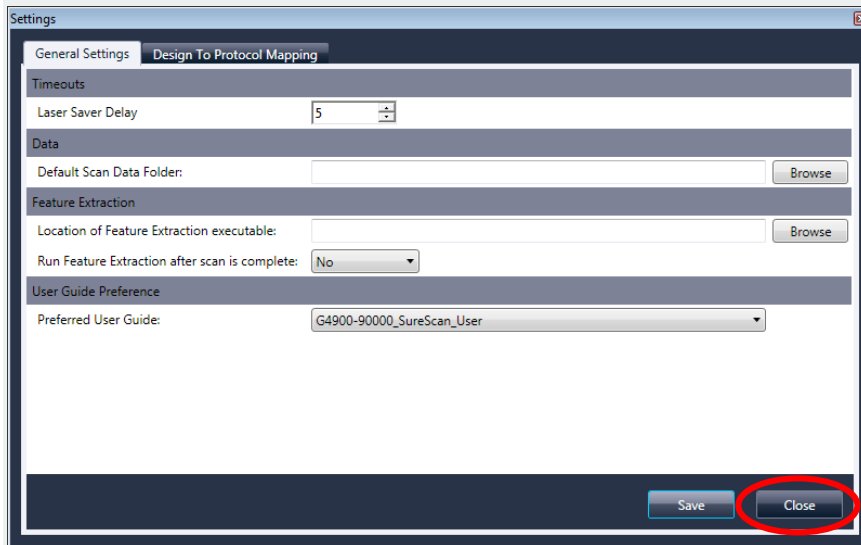 Settings
General Settings Design To Protocol Mapping
Timeouts
Laser Saver Delay 5
Data
Default Scan Data Folder: Browse
Feature Extraction
Location of Feature Extraction executable: Browse
Run Feature Extraction after scan is complete: No
User Guide Preference
Preferred User Guide: G4900-90000_SureScan_User
Save Close